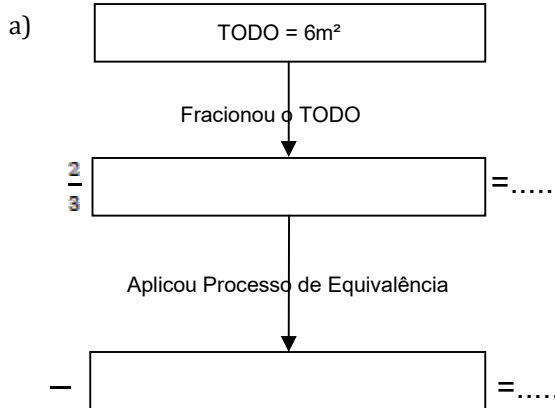 a)
TODO = 6m²
Fracionou o TODO
2/3 =.....
Aplicou Processo de Equivalência
— =.....